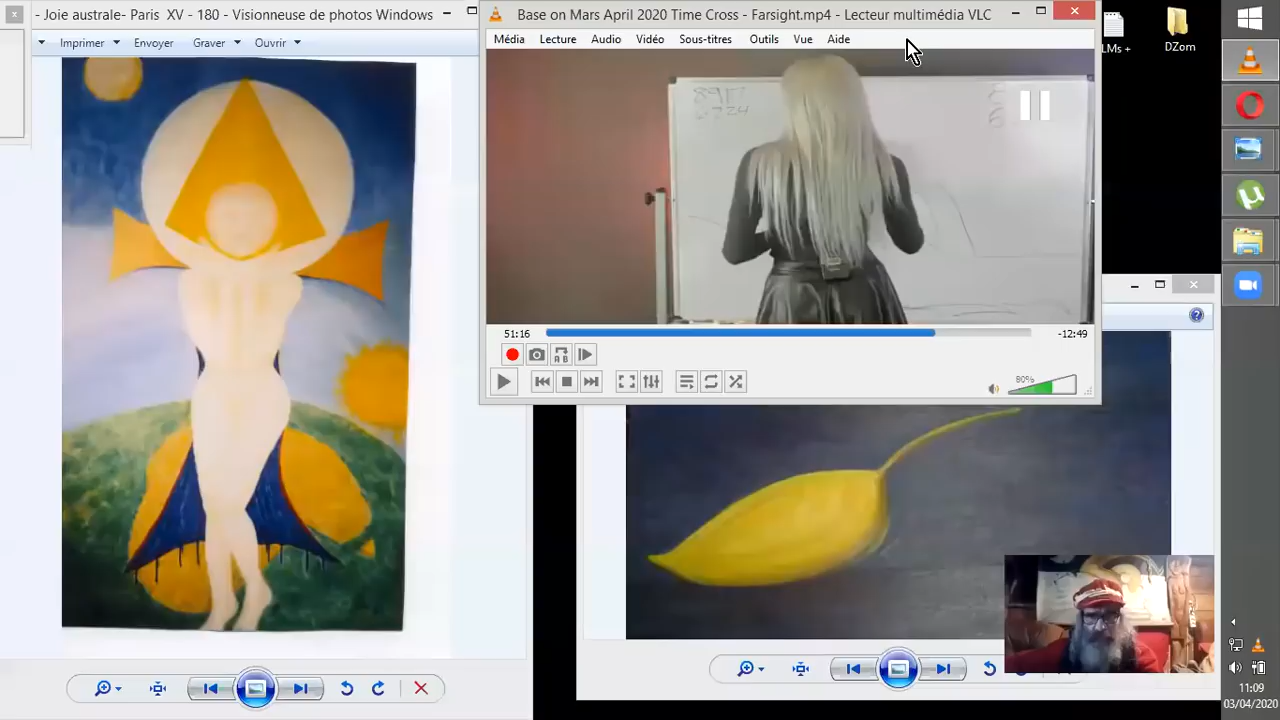 - Joie australe- Paris XV - 180 - Visionneuse de photos Windows
Imprimer Envoyer Graver Ouvrir
Base on Mars April 2020 Time Cross - Farsight.mp4 - Lecteur multimédia VLC
Média Lecture Audio Vidéo Sous-titres Outils Vue Aide
51:16
-12:49
80%
LMs +
DZom
11:09
03/04/2020